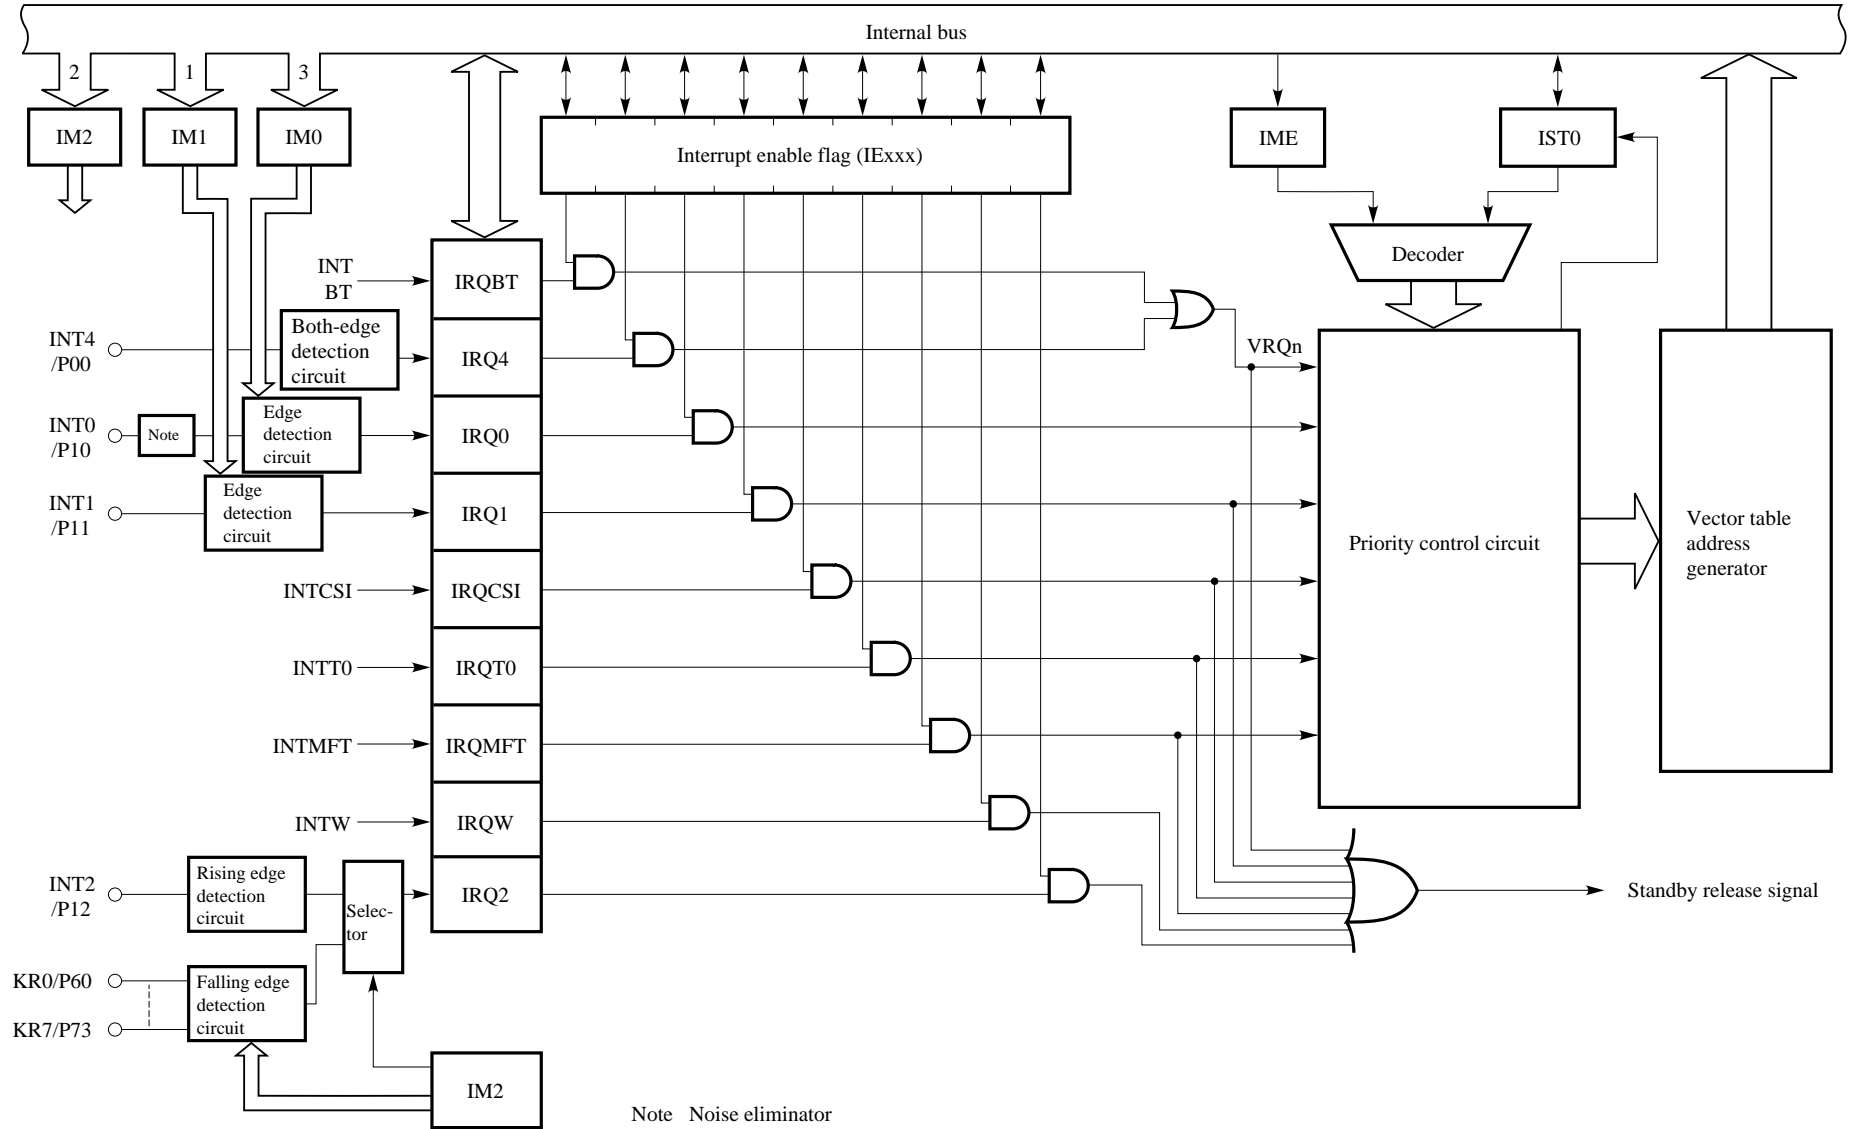 Internal bus
2
1
3
IM2
IM1
IM0
IME
IST0
Interrupt enable flag (IExxx)
Decoder
INT
BT
IRQBT
INT4
/P00
Both-edge
detection
circuit
IRQ4
VRQn
INT0
/P10
Note
Edge
detection
circuit
IRQ0
INT1
/P11
Edge
detection
circuit
IRQ1
Priority control circuit
Vector table
address
generator
INTCSI
IRQCSI
INTT0
IRQT0
INTMFT
IRQMFT
INTW
IRQW
INT2
/P12
Rising edge
detection
circuit
Selec-
tor
IRQ2
Standby release signal
KR0/P60
KR7/P73
Falling edge
detection
circuit
IM2
Note Noise eliminator